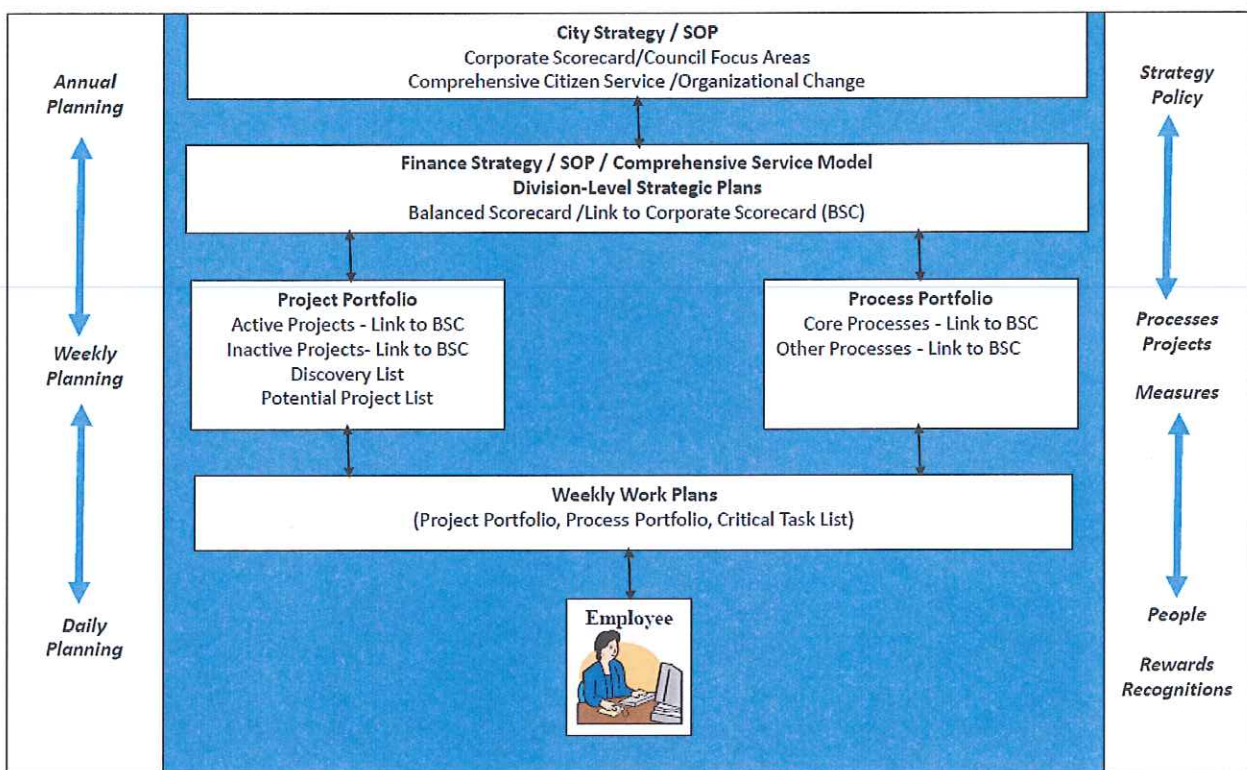 City Strategy / SOP
Corporate Scorecard/Council Focus Areas
Comprehensive Citizen Service /Organizational Change
Annual
Planning
Strategy
Policy
Finance Strategy / SOP / Comprehensive Service Model
Division-Level Strategic Plans
Balanced Scorecard /Link to Corporate Scorecard (BSC)
Project Portfolio
Active Projects - Link to BSC
Inactive Projects- Link to BSC
Discovery List
Potential Project List
Process Portfolio
Core Processes - Link to BSC
Other Processes - Link to BSC
Weekly
Planning
Processes
Projects
Measures
Weekly Work Plans
(Project Portfolio, Process Portfolio, Critical Task List)
Employee
Daily
Planning
People
Rewards
Recognitions